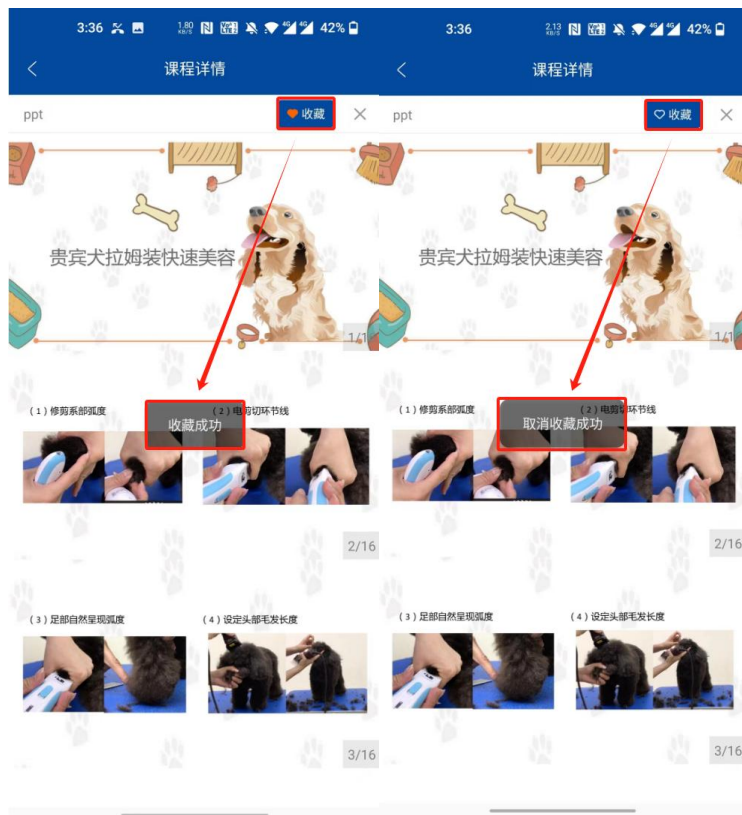 3:36
1.80 KB/S
4G 4G 42%
课程详情
ppt
收藏
贵宾犬拉姆装快速美容
收藏成功
(1)修剪系部弧度
(2)电剪切环节线
2/16
(3)足部自然呈现弧度
(4)设定头部毛发长度
3/16
3:36
2.13 KB/S
4G 4G 42%
课程详情
ppt
收藏
贵宾犬拉姆装快速美容
取消收藏成功
(1)修剪系部弧度
(2)电剪切环节线
2/16
(3)足部自然呈现弧度
(4)设定头部毛发长度
3/16